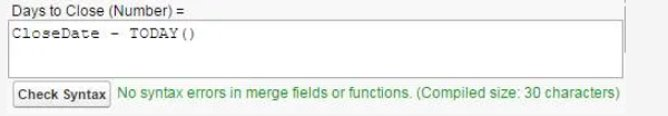 Days to Close (Number) =
CloseDate - TODAY()
Check Syntax No syntax errors in merge fields or functions. (Compiled size: 30 characters)